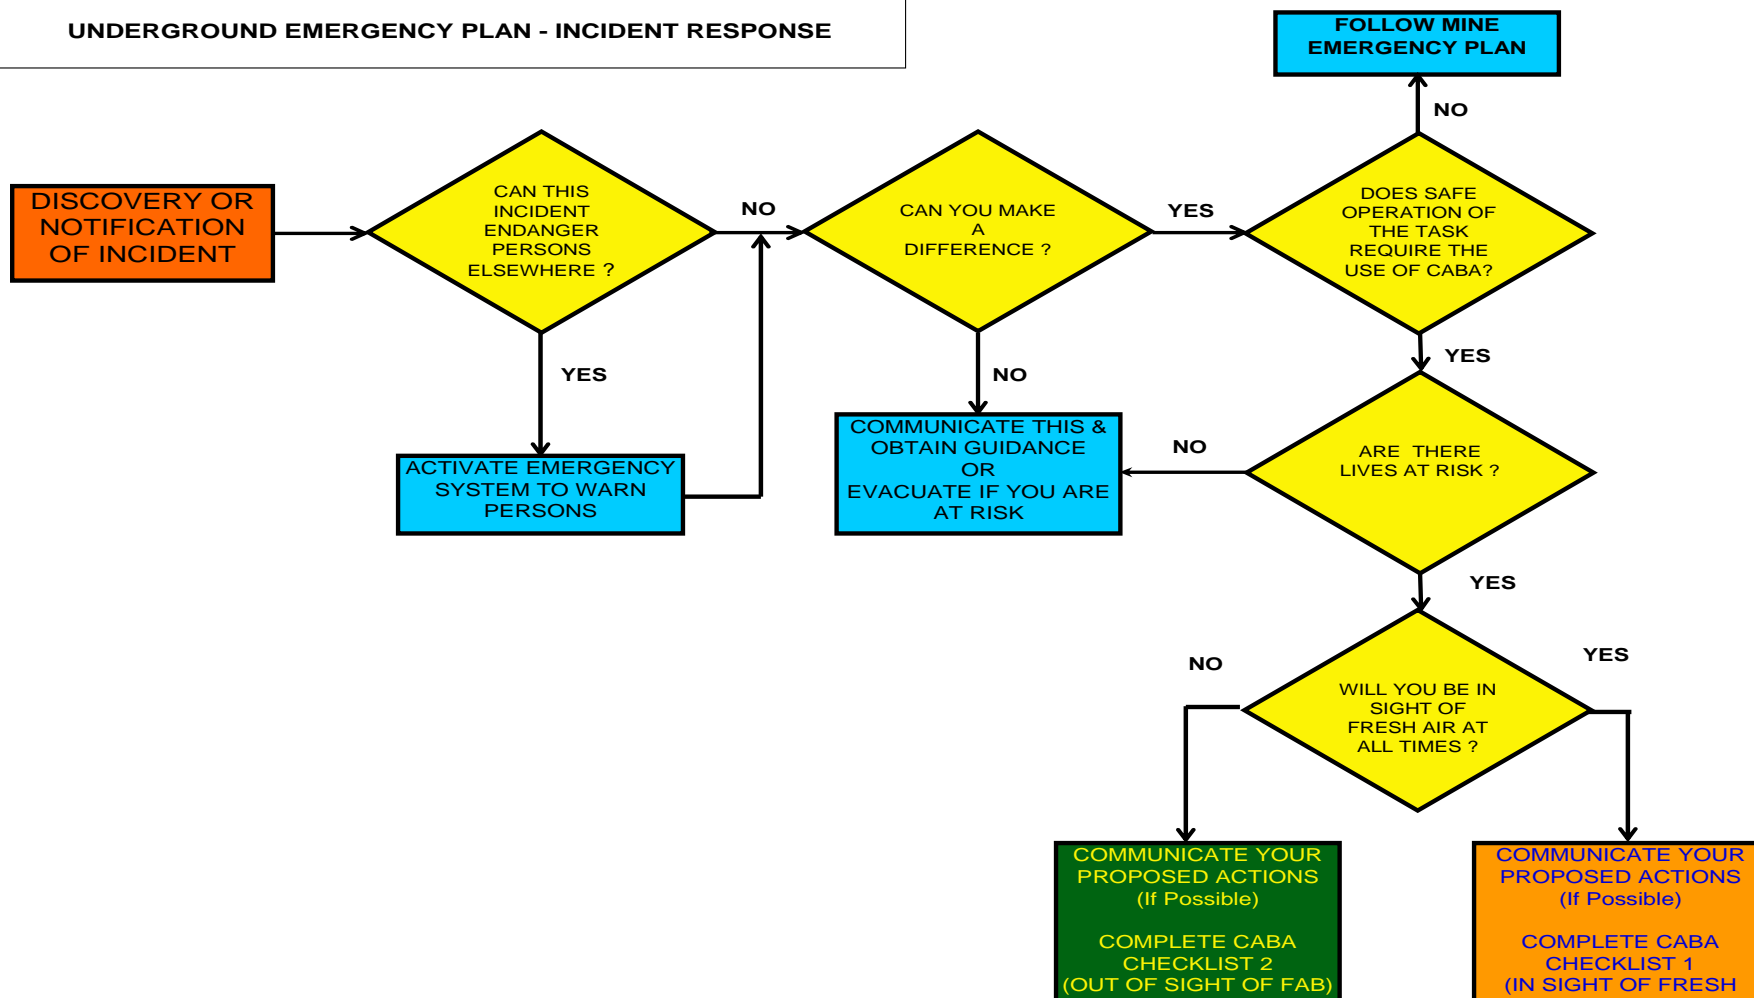 UNDERGROUND EMERGENCY PLAN - INCIDENT RESPONSE
FOLLOW MINE
EMERGENCY PLAN
NO
DISCOVERY OR
NOTIFICATION
OF INCIDENT
CAN THIS
INCIDENT
ENDANGER
PERSONS
ELSEWHERE ?
NO
CAN YOU MAKE
A
DIFFERENCE ?
YES
DOES SAFE
OPERATION OF
THE TASK
REQUIRE THE
USE OF CABA?
YES
NO
YES
ACTIVATE EMERGENCY
SYSTEM TO WARN
PERSONS
COMMUNICATE THIS &
OBTAIN GUIDANCE
OR
EVACUATE IF YOU ARE
AT RISK
NO
ARE THERE
LIVES AT RISK ?
YES
NO
WILL YOU BE IN
SIGHT OF
FRESH AIR AT
ALL TIMES ?
YES
COMMUNICATE YOUR
PROPOSED ACTIONS
(If Possible)
COMPLETE CABA
CHECKLIST 2
(OUT OF SIGHT OF FAB)
COMMUNICATE YOUR
PROPOSED ACTIONS
(If Possible)
COMPLETE CABA
CHECKLIST 1
(IN SIGHT OF FRESH